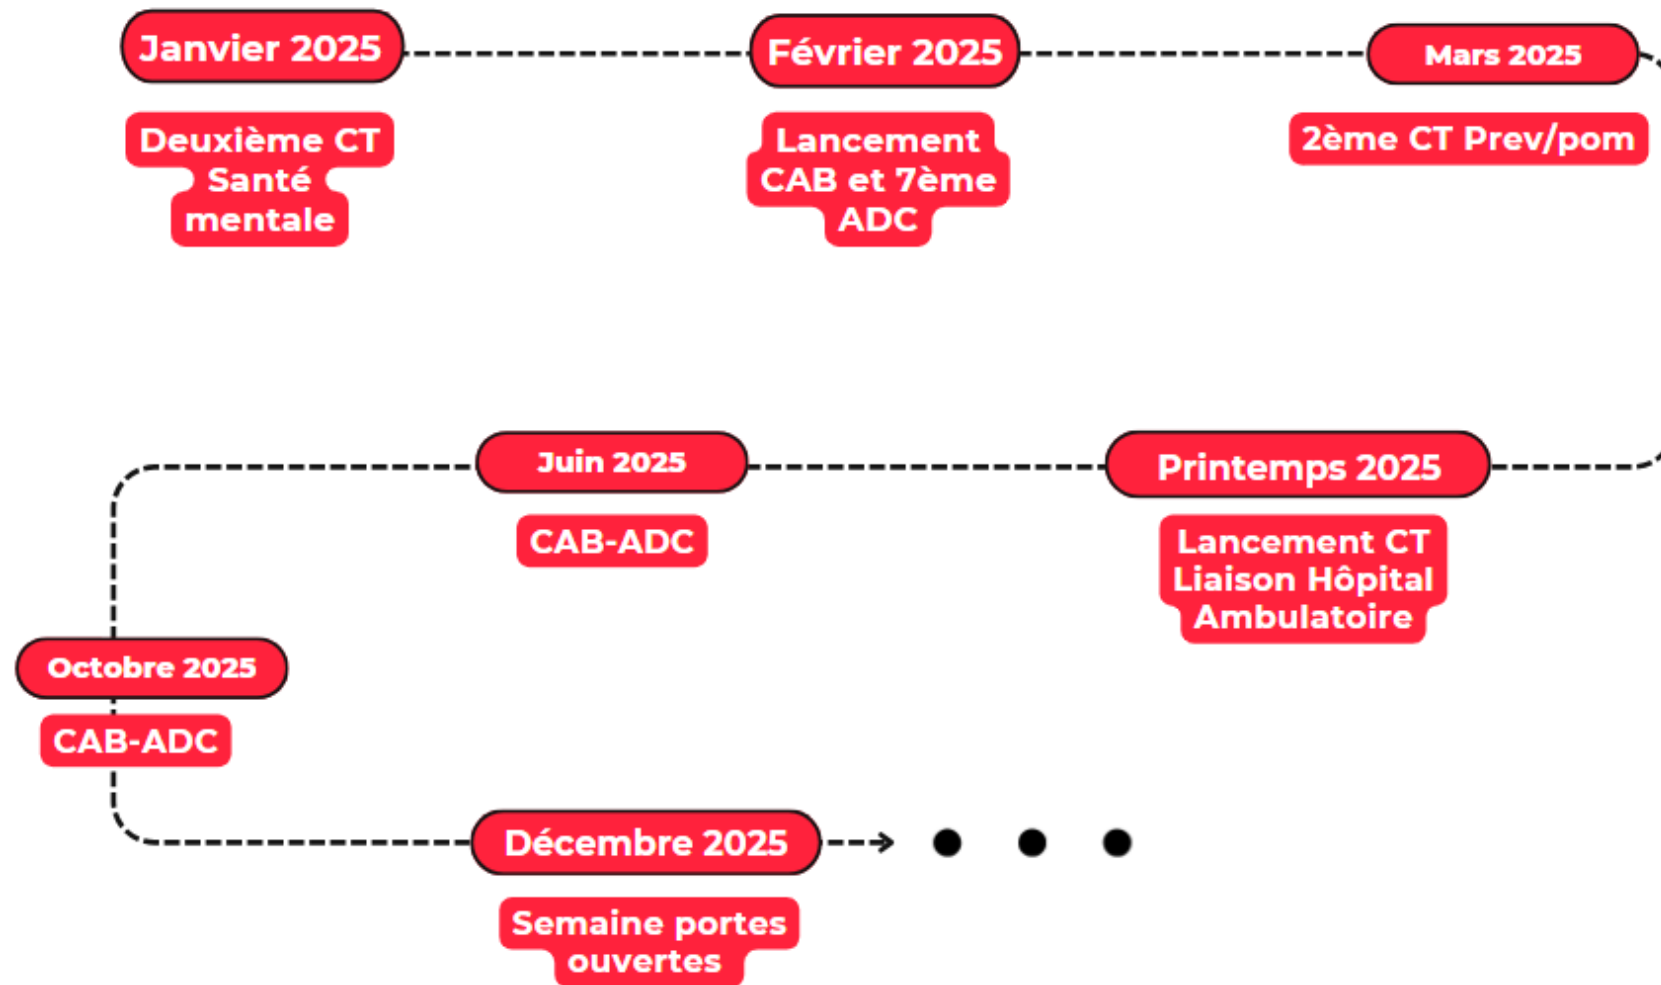 Janvier 2025
Deuxième CT
Santé
mentale
Février 2025
Lancement
CAB et 7ème
ADC
Mars 2025
2ème CT Prev/pom
Printemps 2025
Lancement CT
Liaison Hôpital
Ambulatoire
Juin 2025
CAB-ADC
Octobre 2025
CAB-ADC
Décembre 2025
Semaine portes
ouvertes